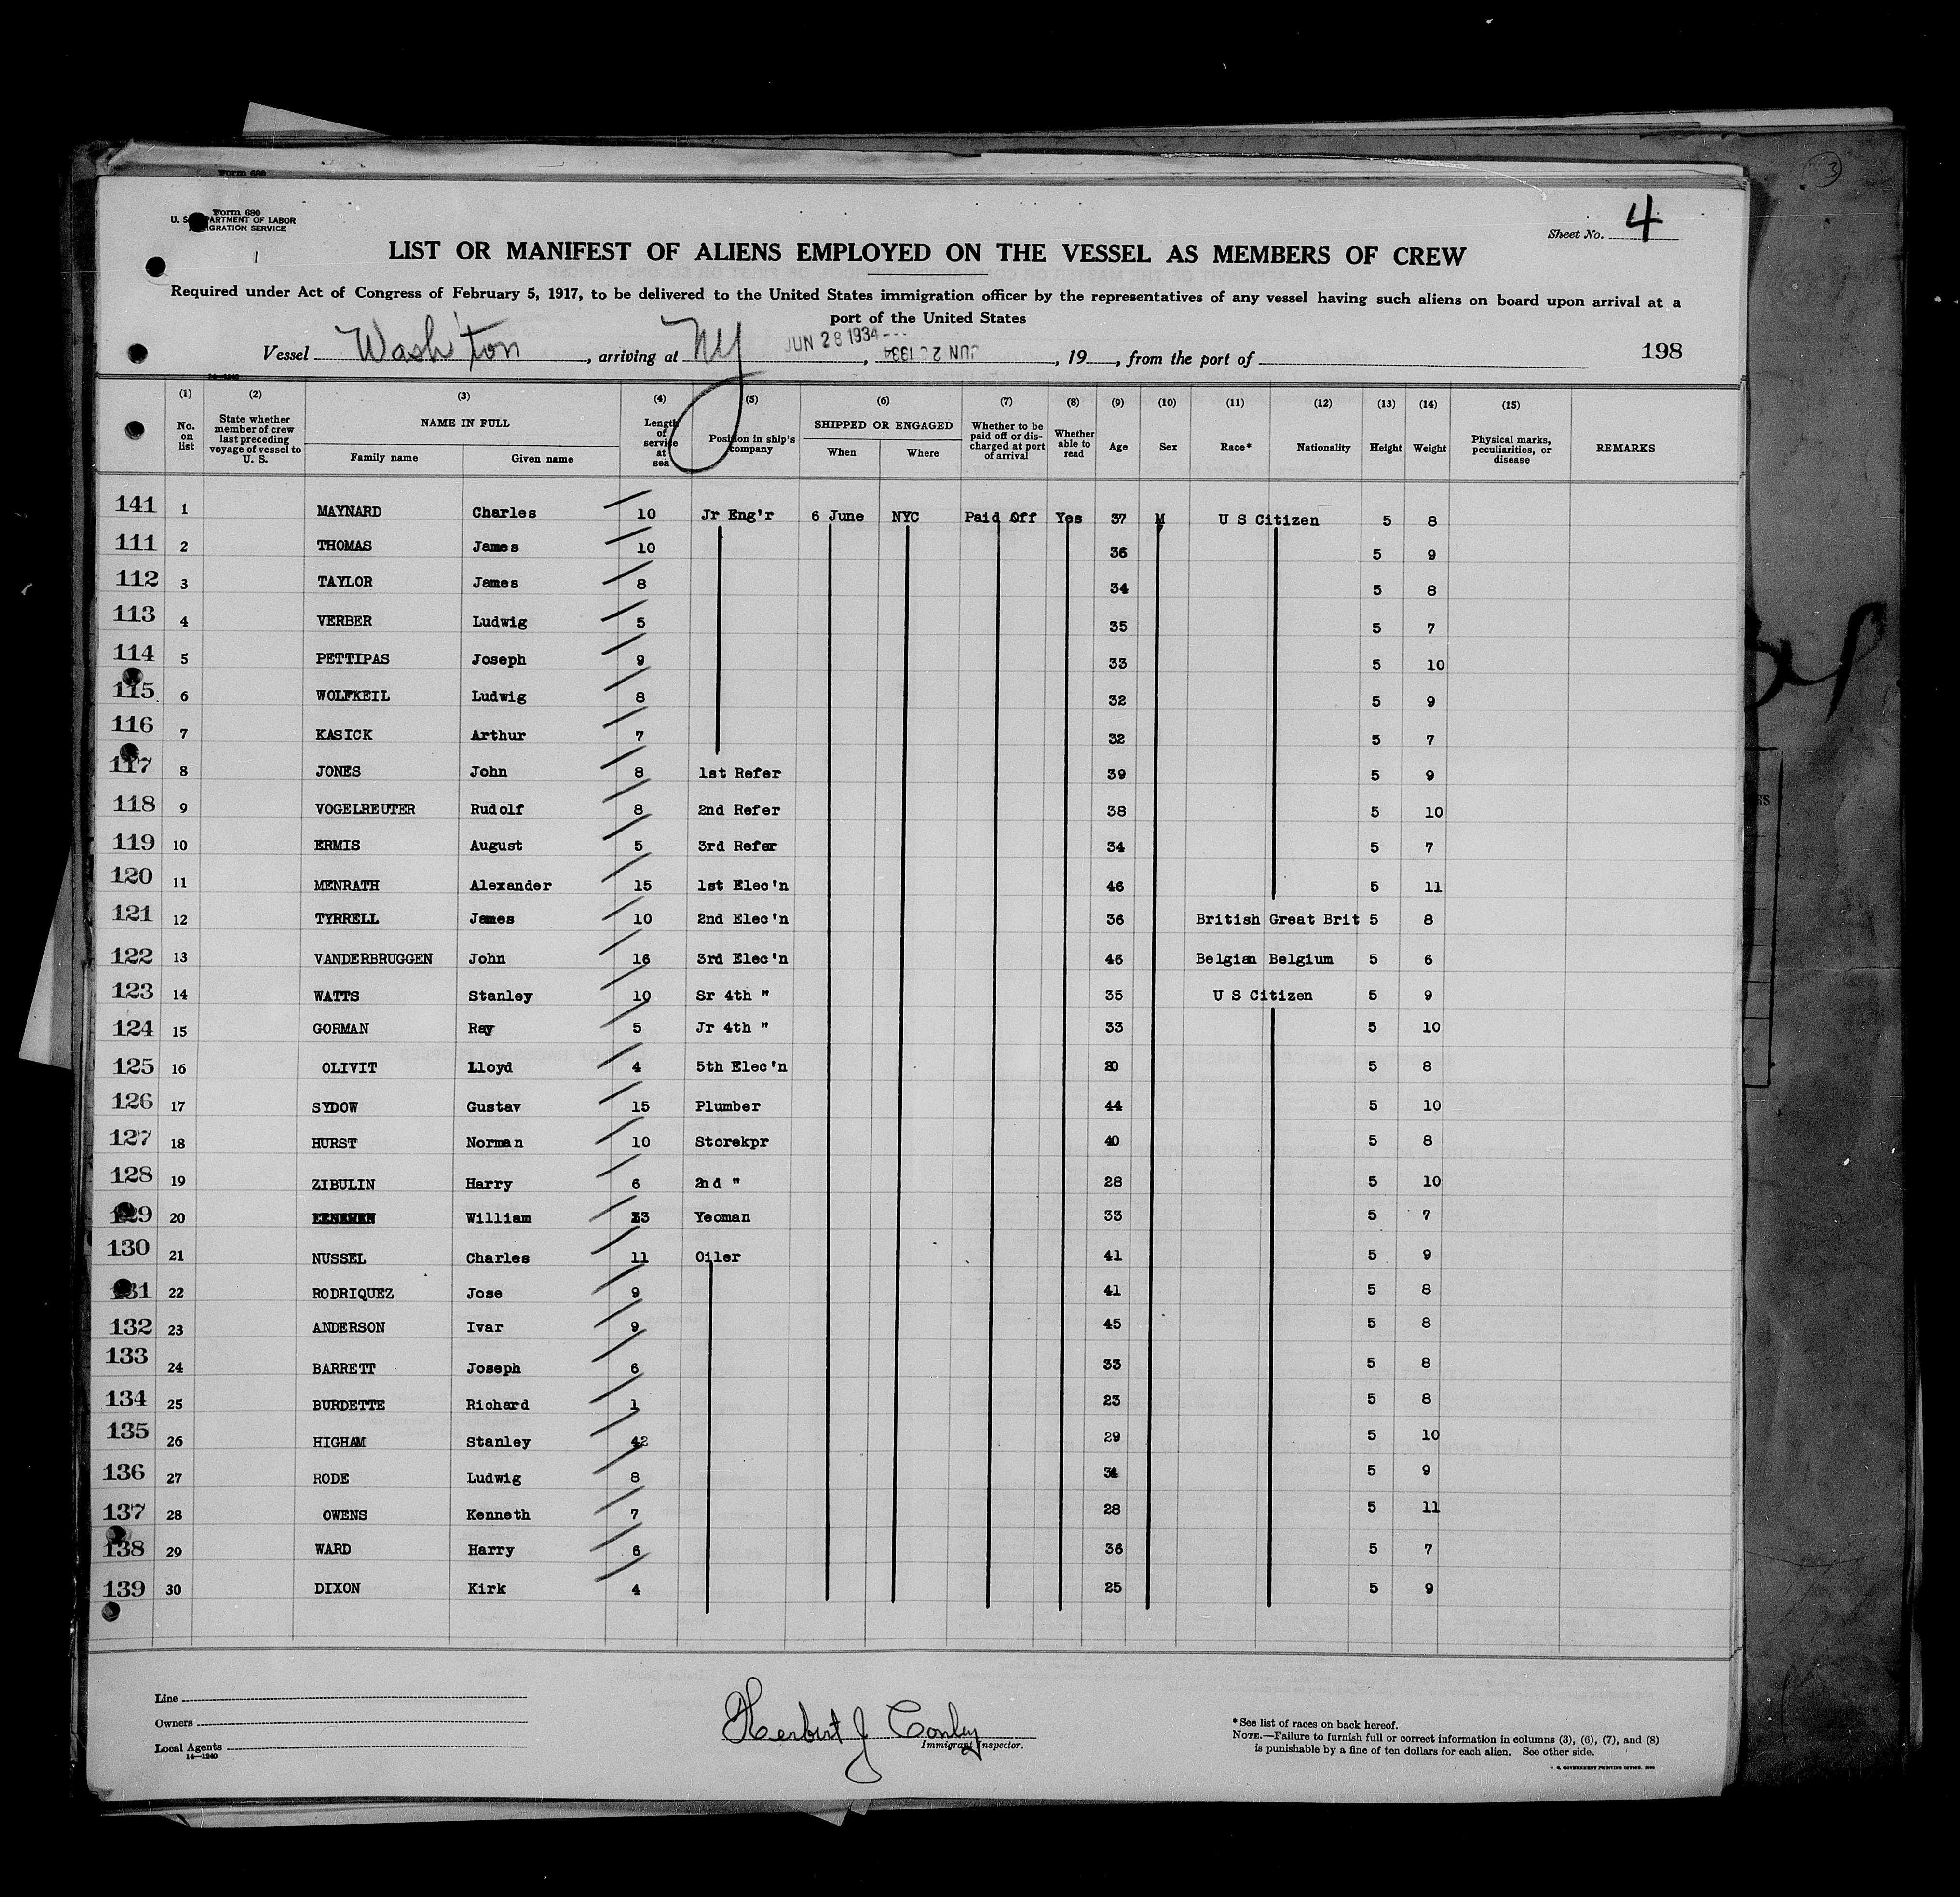 Form 680
Form 680
U. S. DEPARTMENT OF LABOR
IMMIGRATION SERVICE
Sheet No. 4
LIST OR MANIFEST OF ALIENS EMPLOYED ON THE VESSEL AS MEMBERS OF CREW
Required under Act of Congress of February 5, 1917, to be delivered to the United States immigration officer by the representatives of any vessel having such aliens on board upon arrival at a
port of the United States
Vessel Wash'ton, arriving at NY JUN 28 1934, JUN 1934, 19, from the port of 198
14—1240
(1) (2) (3) (4) (5) (6) (7) (8) (9) (10) (11) (12) (13) (14) (15)
No. on list State whether member of crew last preceding voyage of vessel to U. S. NAME IN FULL Family name Given name Length of service at sea Position in ship's company SHIPPED OR ENGAGED When Where Whether to be paid off or discharged at port of arrival Whether able to read Age Sex Race* Nationality Height Weight Physical marks, peculiarities, or disease REMARKS
141 1 MAYNARD Charles 10 Jr Eng'r 6 June NYC Paid Off Yes 37 M U S Citizen 5 8
111 2 THOMAS James 10 36 5 9
112 3 TAYLOR James 8 34 5 8
113 4 VERBER Ludwig 5 35 5 7
114 5 PETTIPAS Joseph 9 33 5 10
115 6 WOLFKEIL Ludwig 8 32 5 9
116 7 KASICK Arthur 7 32 5 7
117 8 JONES John 8 1st Refer 39 5 9
118 9 VOGELREUTER Rudolf 8 2nd Refer 38 5 10
119 10 ERMIS August 5 3rd Refer 34 5 7
120 11 MENRATH Alexander 15 1st Elec'n 46 5 11
121 12 TYRRELL James 10 2nd Elec'n 36 British Great Brit 5 8
122 13 VANDERBRUGGEN John 16 3rd Elec'n 46 Belgian Belgium 5 6
123 14 WATTS Stanley 10 Sr 4th " 35 U S Citizen 5 9
124 15 GORMAN Ray 5 Jr 4th " 33 5 10
125 16 OLIVIT Lloyd 4 5th Elec'n 20 5 8
126 17 SYDOW Gustav 15 Plumber 44 5 10
127 18 HURST Norman 10 Storekpr 40 5 8
128 19 ZIBULIN Harry 6 2nd " 28 5 10
129 20 William Yeoman 33 5 7
130 21 NUSSEL Charles 11 Oiler 41 5 9
131 22 RODRIQUEZ Jose 9 41 5 8
132 23 ANDERSON Ivar 9 45 5 8
133 24 BARRETT Joseph 6 33 5 8
134 25 BURDETTE Richard 1 23 5 8
135 26 HIGHAM Stanley 42 29 5 10
136 27 RODE Ludwig 8 34 5 9
137 28 OWENS Kenneth 7 28 5 11
138 29 WARD Harry 6 36 5 7
139 30 DIXON Kirk 4 25 5 9
Line
Owners
Local Agents
14—1240
Herbert J Conley
Immigrant Inspector.
* See list of races on back hereof.
NOTE.—Failure to furnish full or correct information in columns (3), (6), (7), and (8)
is punishable by a fine of ten dollars for each alien. See other side.
U. S. GOVERNMENT PRINTING OFFICE
3